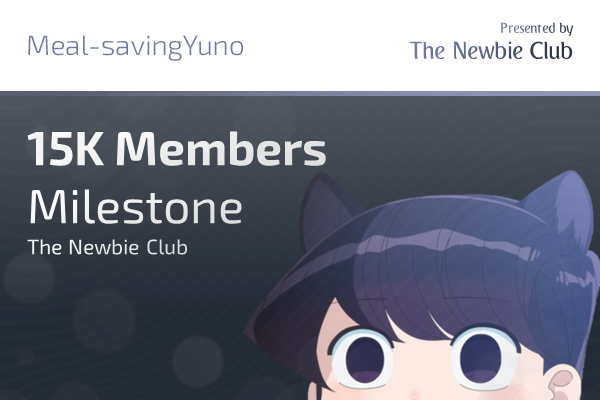 Meal-savingYuno
Presented by
The Newbie Club
15K Members
Milestone
The Newbie Club